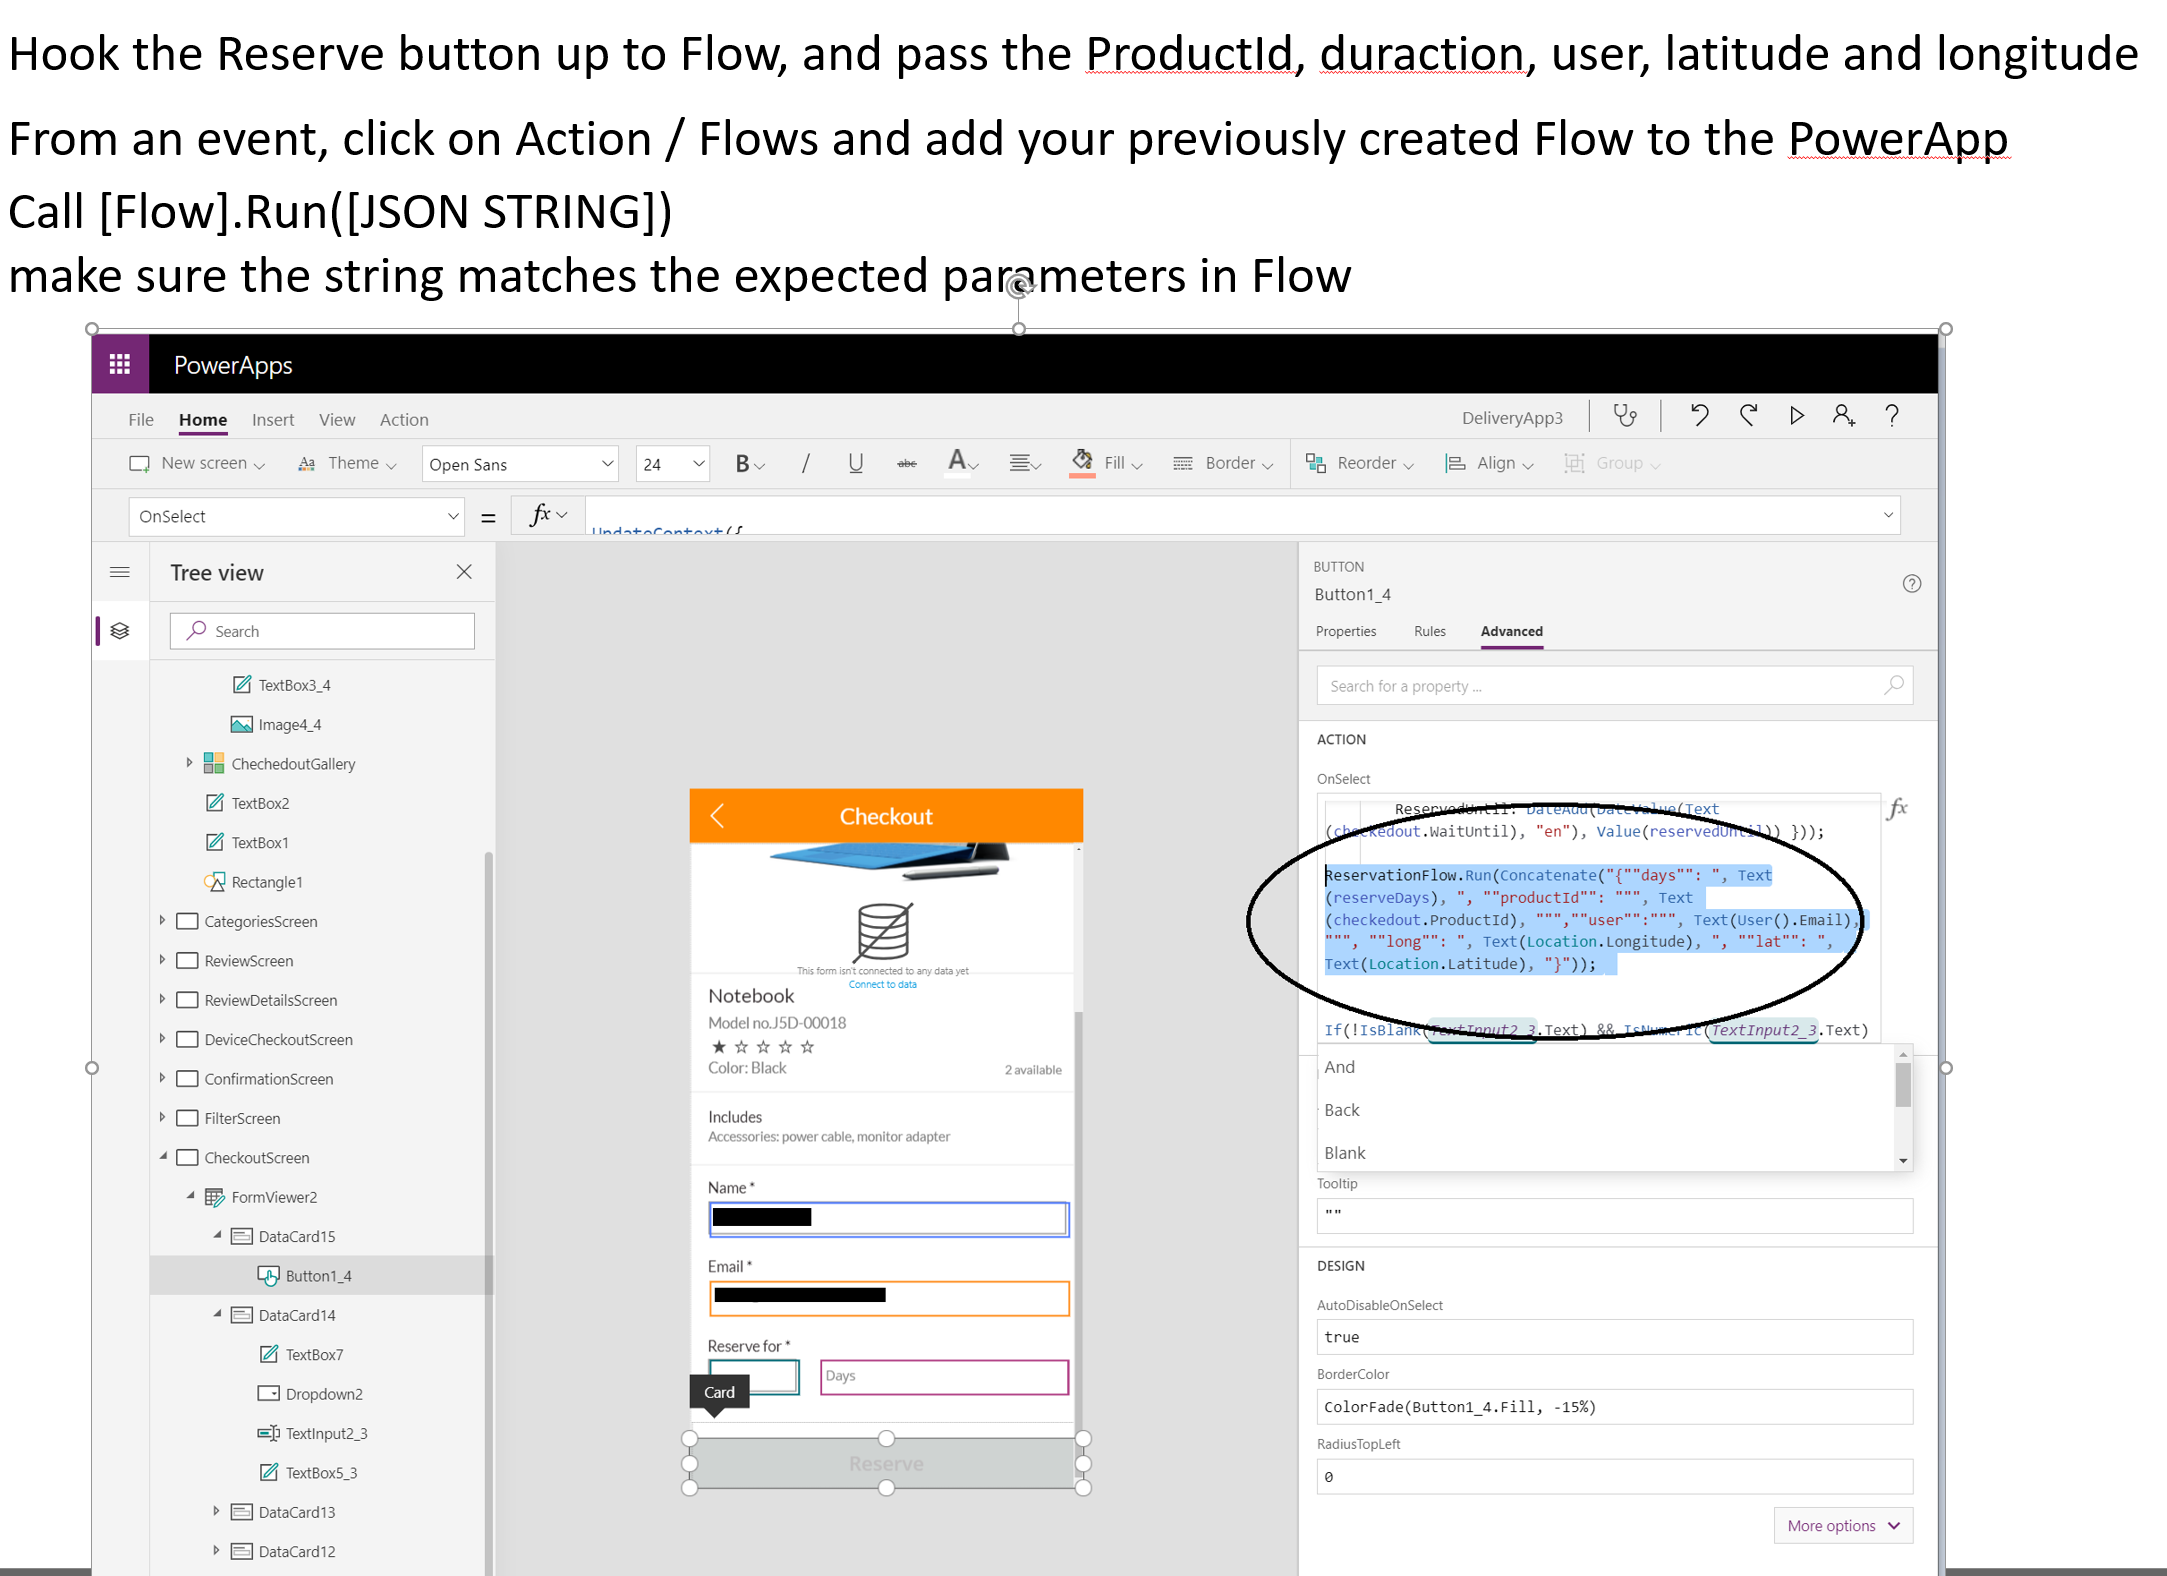 Hook the Reserve button up to Flow, and pass the ProductId, duraction, user, latitude and longitude
From an event, click on Action / Flows and add your previously created Flow to the PowerApp
Call [Flow].Run([JSON STRING])
make sure the string matches the expected parameters in Flow
PowerApps
File Home Insert View Action DeliveryApp3 ?
New screen Aa Theme Open Sans 24 B / U abc A Fill Border Reorder Align Group
OnSelect = fx UpdateContext({
Tree view
Search
TextBox3_4
Image4_4
ChechedoutGallery
TextBox2
TextBox1
Rectangle1
CategoriesScreen
ReviewScreen
ReviewDetailsScreen
DeviceCheckoutScreen
ConfirmationScreen
FilterScreen
CheckoutScreen
FormViewer2
DataCard15
Button1_4
DataCard14
TextBox7
Dropdown2
TextInput2_3
TextBox5_3
DataCard13
DataCard12
Checkout
This form isn't connected to any data yet
Connect to data
Notebook
Model no.J5D-00018
Color: Black 2 available
Includes
Accessories: power cable, monitor adapter
Name *
Email *
Reserve for *
Days
Card
Reserve
BUTTON
Button1_4
?
Properties Rules Advanced
Search for a property ...
ACTION
OnSelect
fx
ReservedUntil: DateAdd(DateValue(Text
(checkedout.WaitUntil), "en"), Value(reservedUntil)) }));
ReservationFlow.Run(Concatenate("{""days"": ", Text
(reserveDays), ", ""productId"": """, Text
(checkedout.ProductId), """,""user"":""", Text(User().Email),
""", ""long"": ", Text(Location.Longitude), ", ""lat"": ",
Text(Location.Latitude), "}"));
If(!IsBlank(TextInput2_3.Text) && IsNumeric(TextInput2_3.Text)
And
Back
Blank
Tooltip
""
DESIGN
AutoDisableOnSelect
true
BorderColor
ColorFade(Button1_4.Fill, -15%)
RadiusTopLeft
0
More options